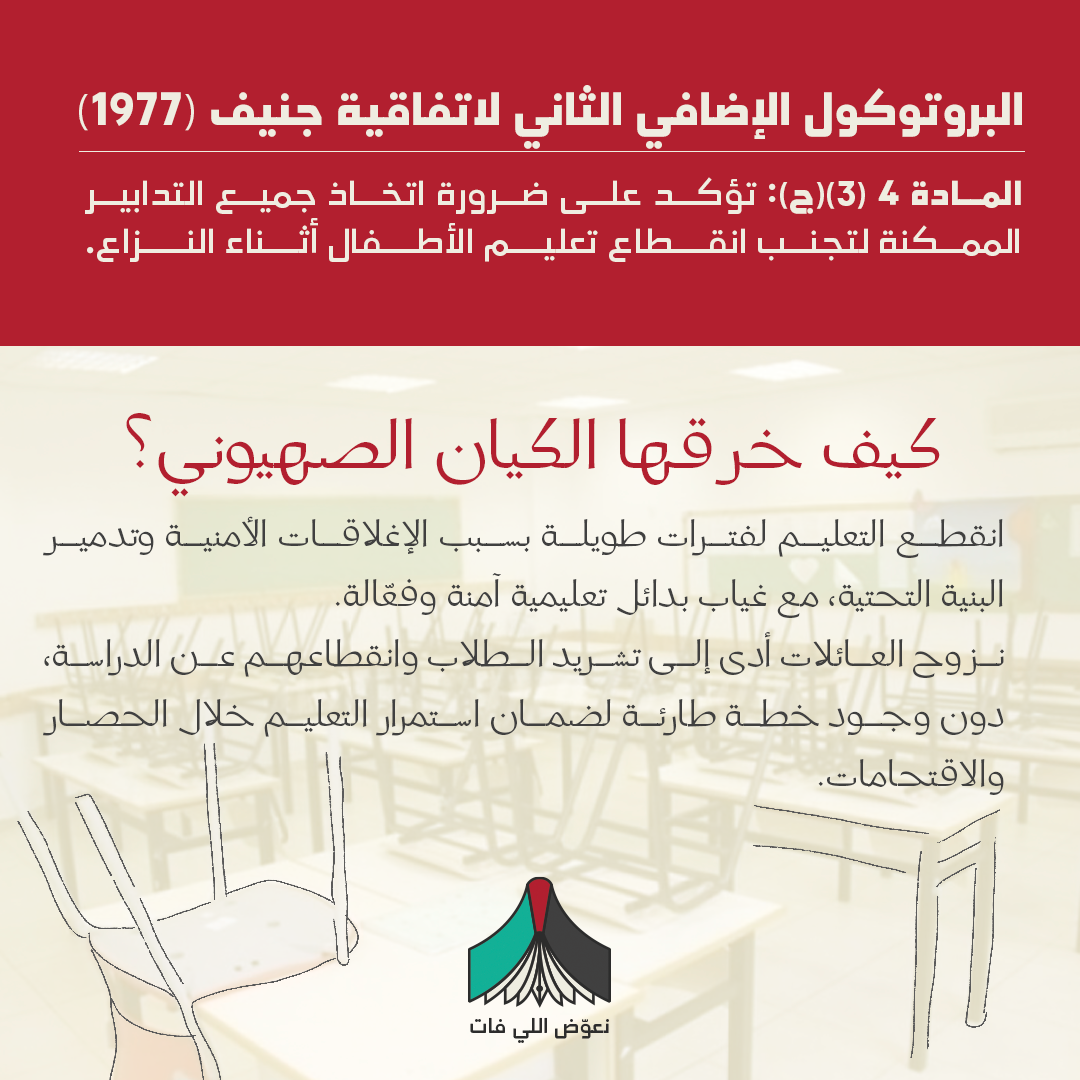 البروتوكول الإضافي الثاني لاتفاقية جنيف (1977)
المادة 4 (3)(ج): تؤكد على ضرورة اتخاذ جميع التدابير
الممكنة لتجنب انقطاع تعليم الأطفال أثناء النزاع.
كيف خرقها الكيان الصهيوني؟
انقطع التعليم لفترات طويلة بسبب الإغلاقات الأمنية وتدمير
البنية التحتية، مع غياب بدائل تعليمية آمنة وفعّالة.
نزوح العائلات أدى إلى تشريد الطلاب وانقطاعهم عن الدراسة،
دون وجود خطة طارئة لضمان استمرار التعليم خلال الحصار
والاقتحامات.
نعوّض اللي فات